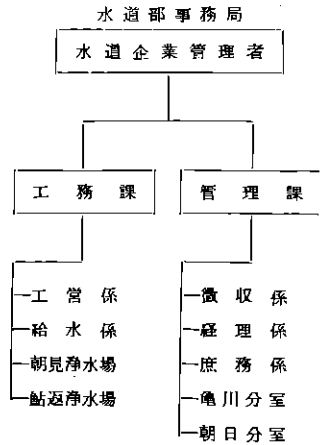 水道部事務局
水道企業管理者
工務課
管理課
工営係
給水係
朝見浄水場
鮎返浄水場
徴収係
経理係
庶務係
亀川分室
朝日分室